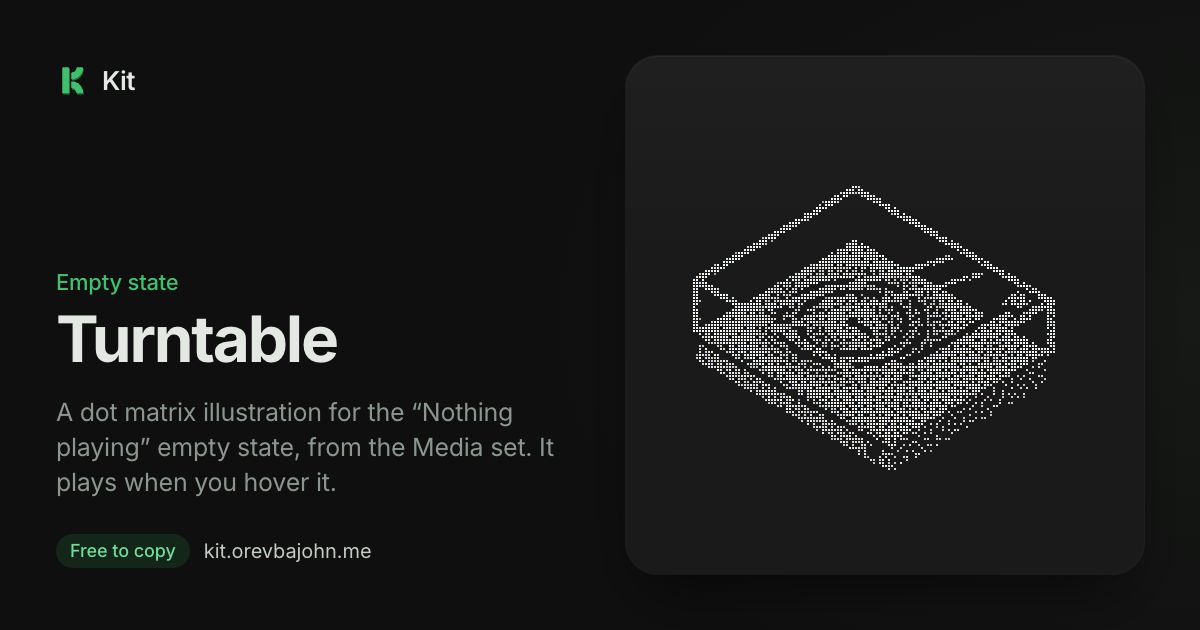 Kit
Empty state
Turntable
A dot matrix illustration for the “Nothing
playing” empty state, from the Media set. It
plays when you hover it.
Free to copy
kit.orevbajohn.me